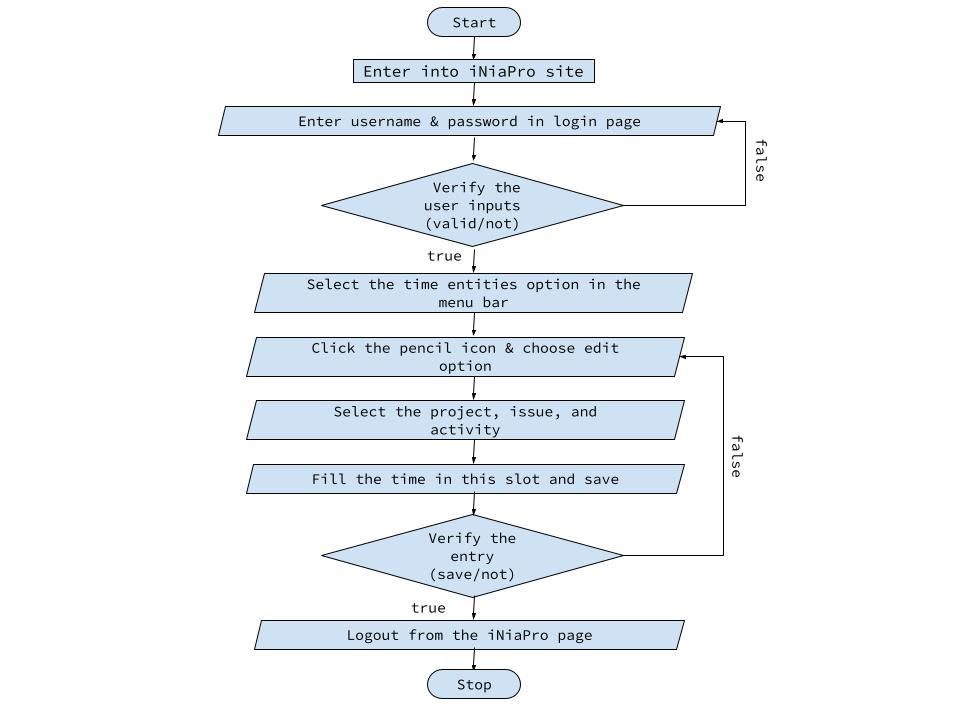 Start
Enter into iNiaPro site
Enter username & password in login page
false
Verify the
user inputs
(valid/not)
true
Select the time entities option in the
menu bar
Click the pencil icon & choose edit
option
Select the project, issue, and
activity
false
Fill the time in this slot and save
Verify the
entry
(save/not)
true
Logout from the iNiaPro page
Stop